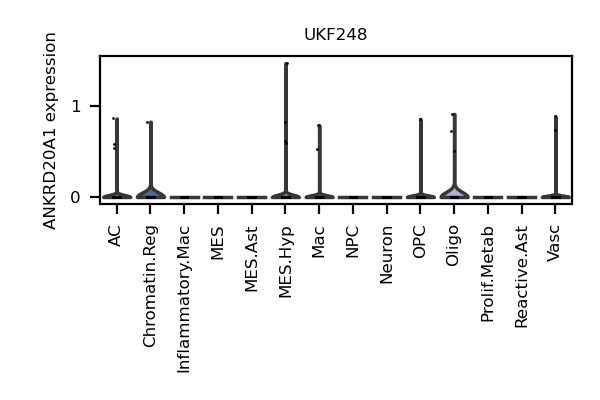 UKF248
ANKRD20A1 expression
1
0
AC
Chromatin.Reg
Inflammatory.Mac
MES
MES.Ast
MES.Hyp
Mac
NPC
Neuron
OPC
Oligo
Prolif.Metab
Reactive.Ast
Vasc